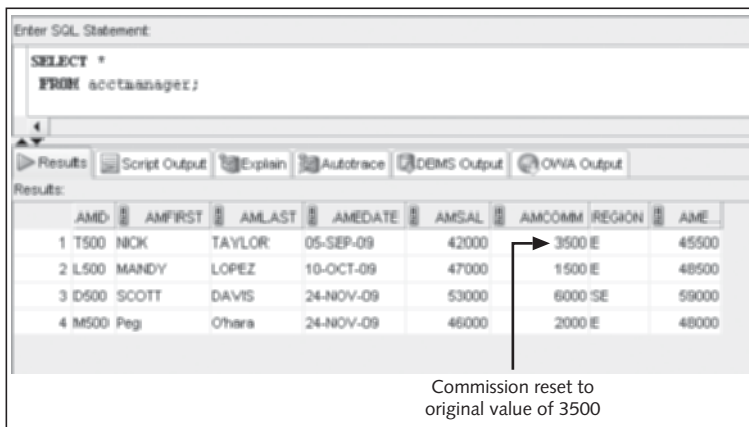 Enter SQL Statement:
SELECT *
FROM acctmanager;
Results Script Output Explain Autotrace DBMS Output OWA Output
Results:
AMID AMFIRST AMLAST AMEDATE AMSAL AMCOMM REGION AME...
1 T500 NICK TAYLOR 05-SEP-09 42000 3500 E 45500
2 L500 MANDY LOPEZ 10-OCT-09 47000 1500 E 48500
3 D500 SCOTT DAVIS 24-NOV-09 53000 6000 SE 59000
4 M500 Peg O'hara 24-NOV-09 46000 2000 E 48000
Commission reset to
original value of 3500